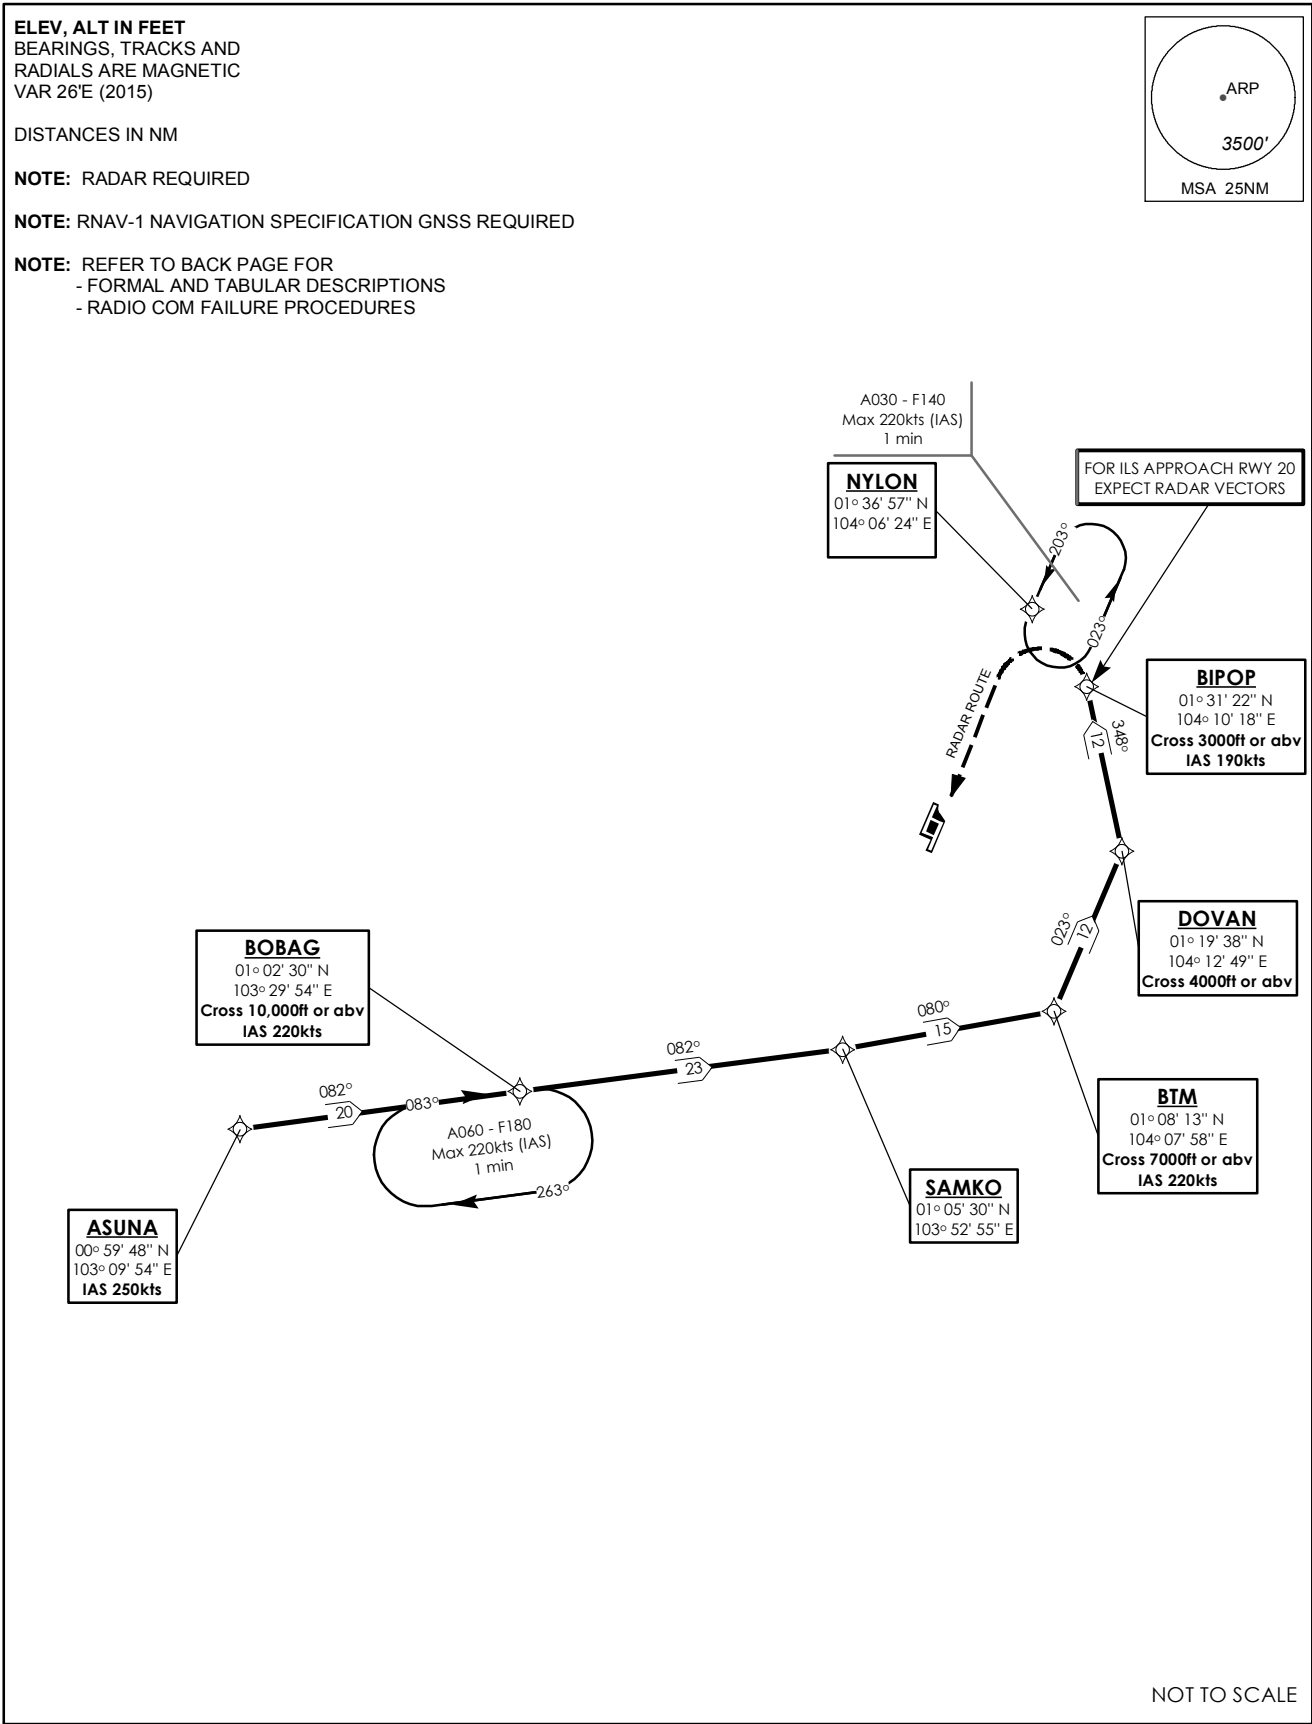 ELEV, ALT IN FEET
BEARINGS, TRACKS AND
RADIALS ARE MAGNETIC
VAR 26'E (2015)
DISTANCES IN NM
NOTE: RADAR REQUIRED
NOTE: RNAV-1 NAVIGATION SPECIFICATION GNSS REQUIRED
NOTE: REFER TO BACK PAGE FOR
- FORMAL AND TABULAR DESCRIPTIONS
- RADIO COM FAILURE PROCEDURES
ARP
3500'
MSA 25NM
A030 - F140
Max 220kts (IAS)
1 min
NYLON
01° 36' 57" N
104° 06' 24" E
FOR ILS APPROACH RWY 20
EXPECT RADAR VECTORS
203°
023°
RADAR ROUTE
BIPOP
01° 31' 22" N
104° 10' 18" E
Cross 3000ft or abv
IAS 190kts
348°
12
DOVAN
01° 19' 38" N
104° 12' 49" E
Cross 4000ft or abv
023°
12
BOBAG
01° 02' 30" N
103° 29' 54" E
Cross 10,000ft or abv
IAS 220kts
080°
15
082°
23
082°
20
083°
A060 - F180
Max 220kts (IAS)
1 min
263°
BTM
01° 08' 13" N
104° 07' 58" E
Cross 7000ft or abv
IAS 220kts
SAMKO
01° 05' 30" N
103° 52' 55" E
ASUNA
00° 59' 48" N
103° 09' 54" E
IAS 250kts
NOT TO SCALE